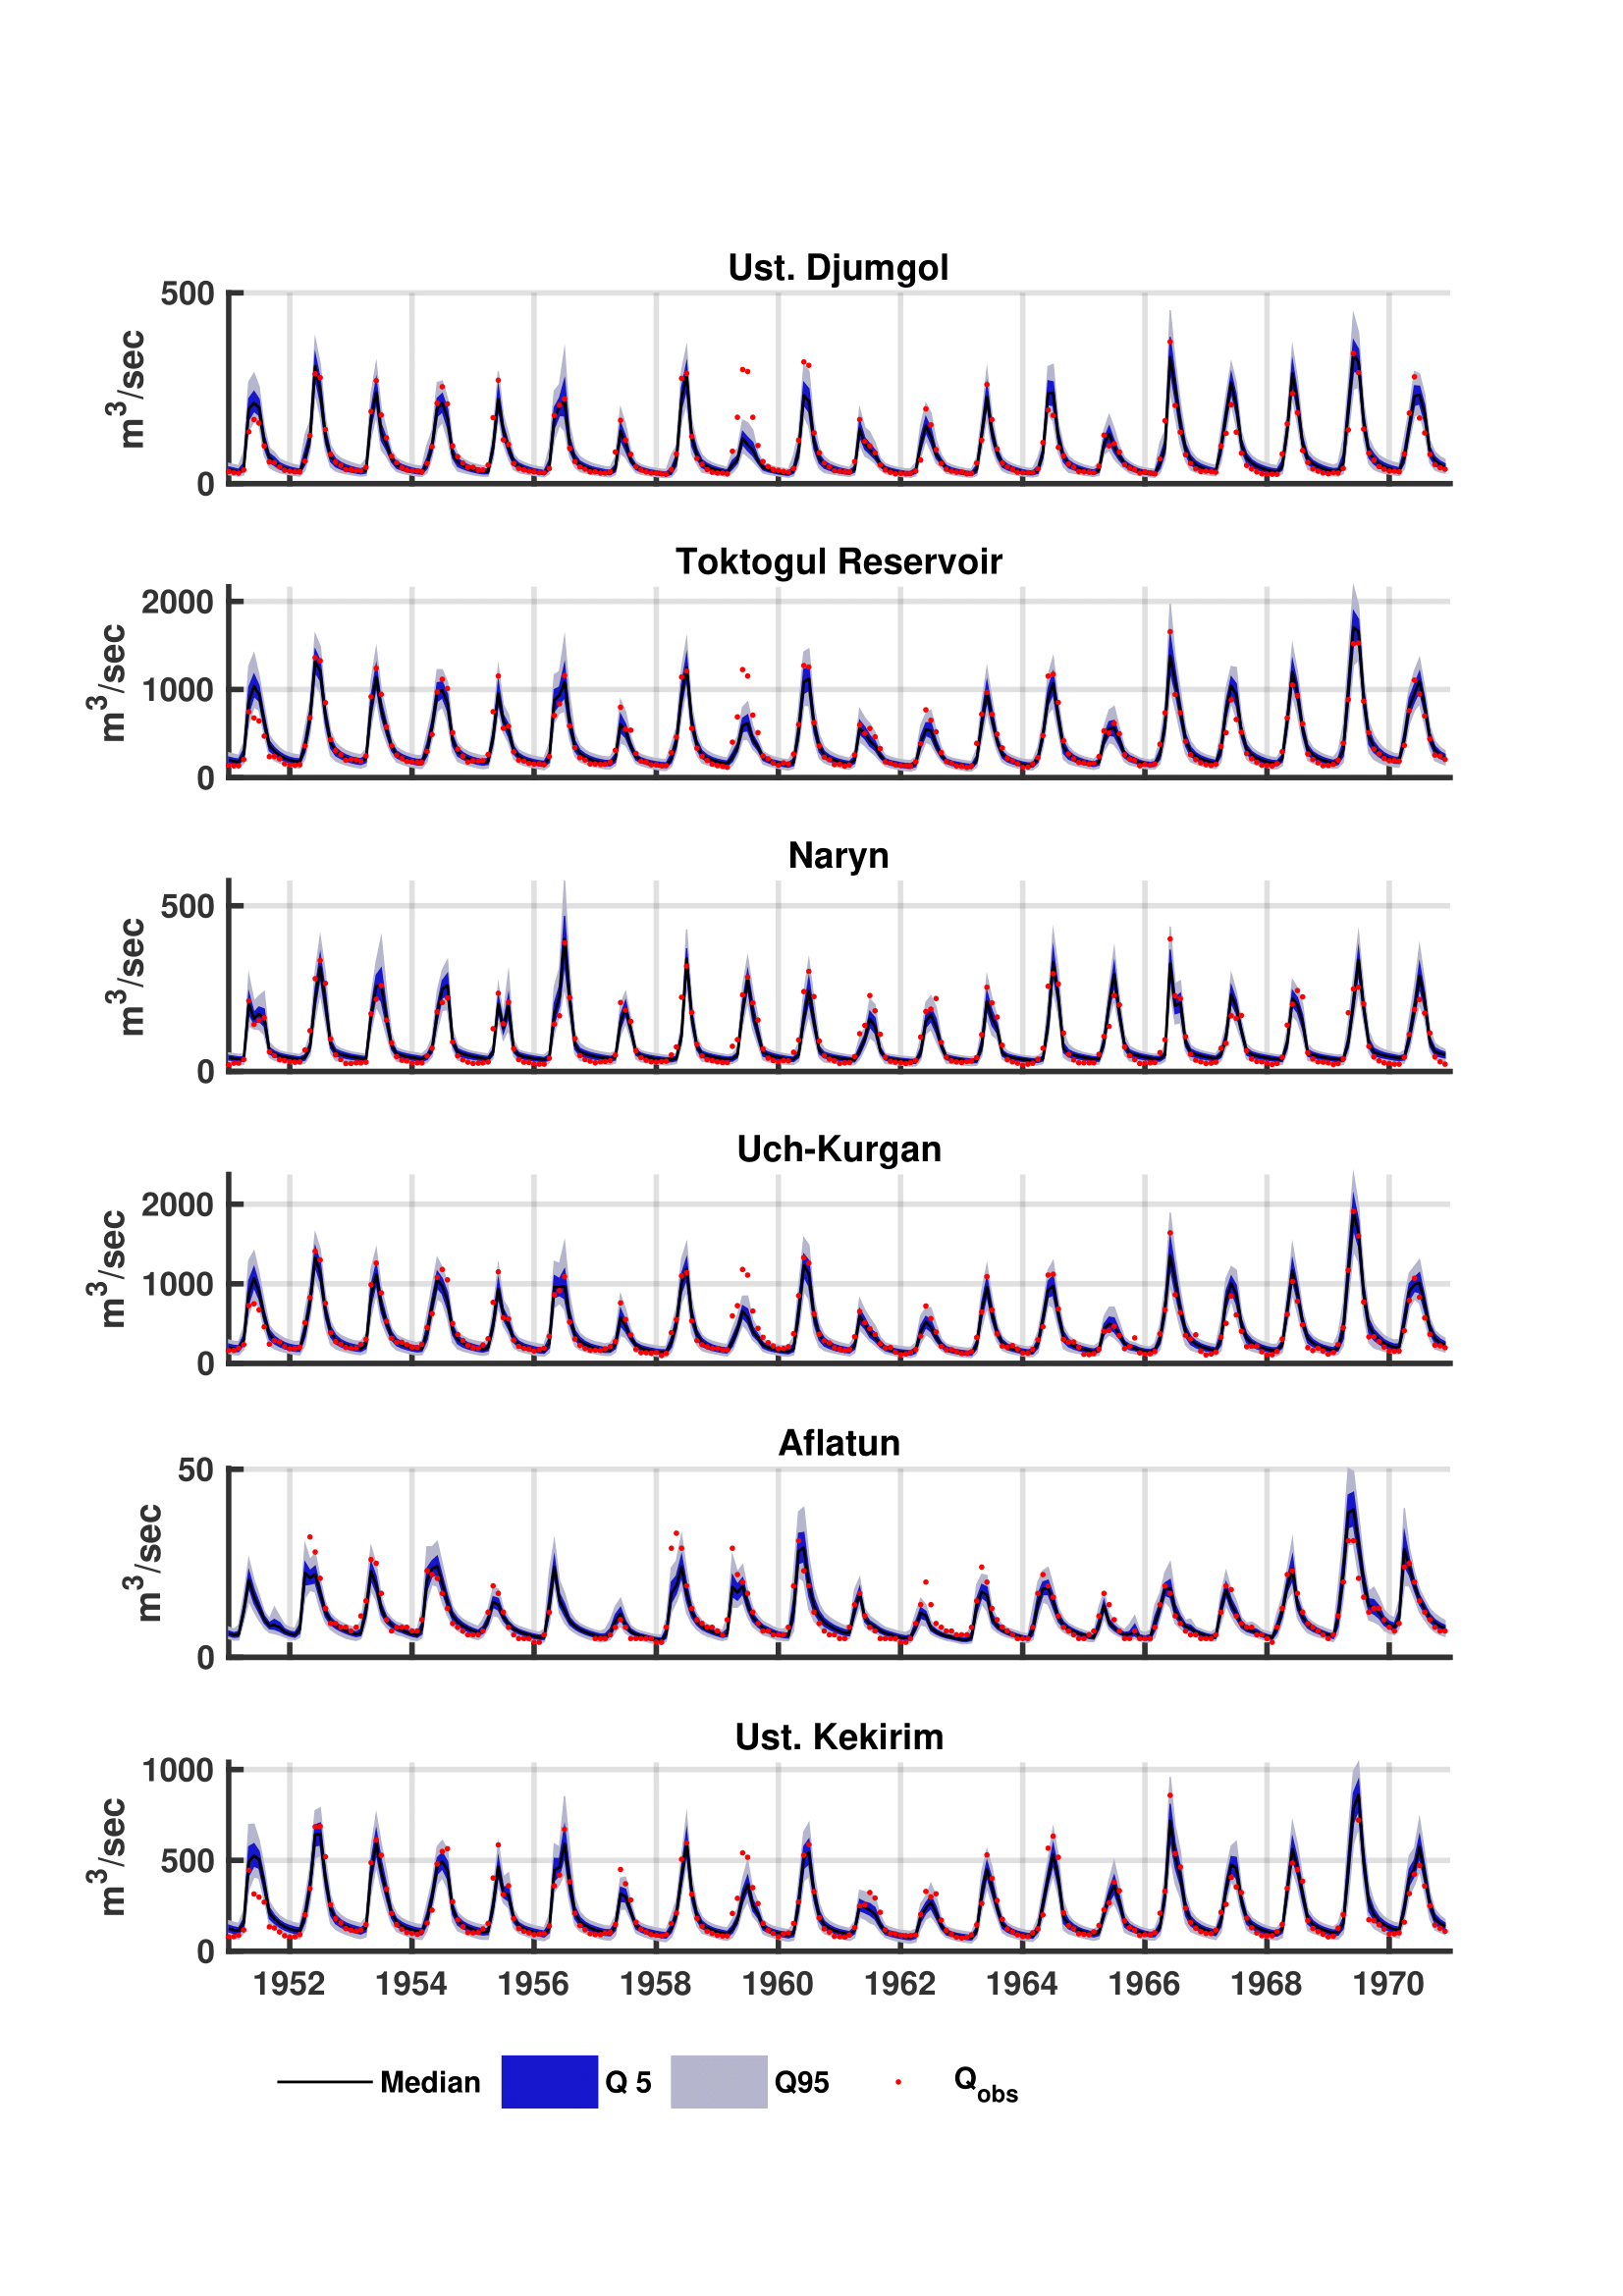 Ust. Djumgol
500
0
m3/sec
Toktogul Reservoir
2000
1000
0
m3/sec
Naryn
500
0
m3/sec
Uch-Kurgan
2000
1000
0
m3/sec
Aflatun
50
0
m3/sec
Ust. Kekirim
1000
500
0
m3/sec
1952 1954 1956 1958 1960 1962 1964 1966 1968 1970
Median Q 5 Q95 Qobs